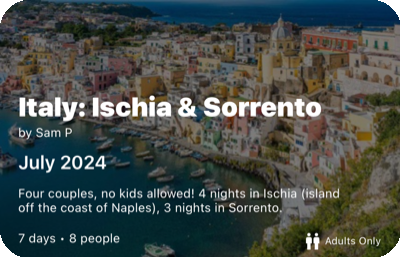 Italy: Ischia & Sorrento
by Sam P
July 2024
Four couples, no kids allowed! 4 nights in Ischia (island
off the coast of Naples), 3 nights in Sorrento.
7 days • 8 people
Adults Only